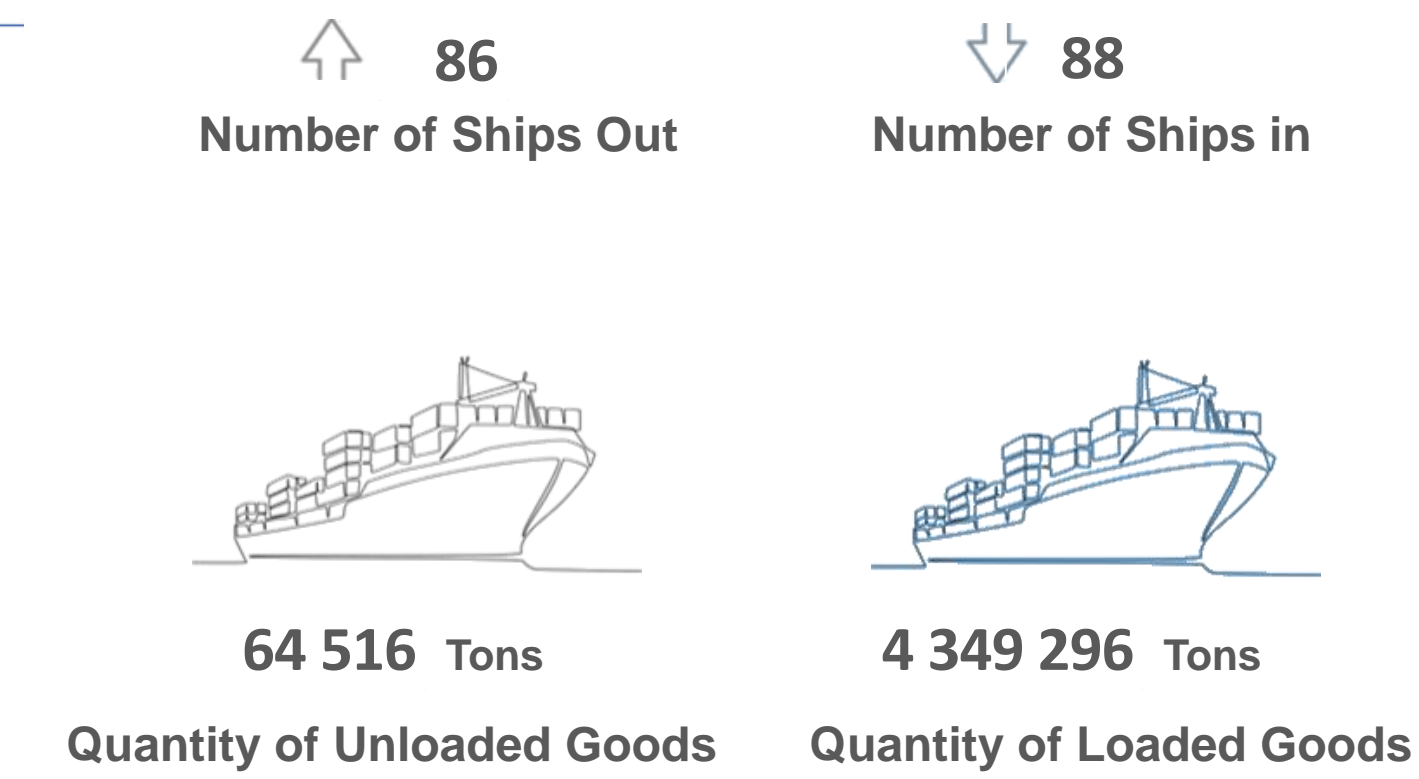 86
Number of Ships Out
88
Number of Ships in
64 516 Tons
Quantity of Unloaded Goods
4 349 296 Tons
Quantity of Loaded Goods